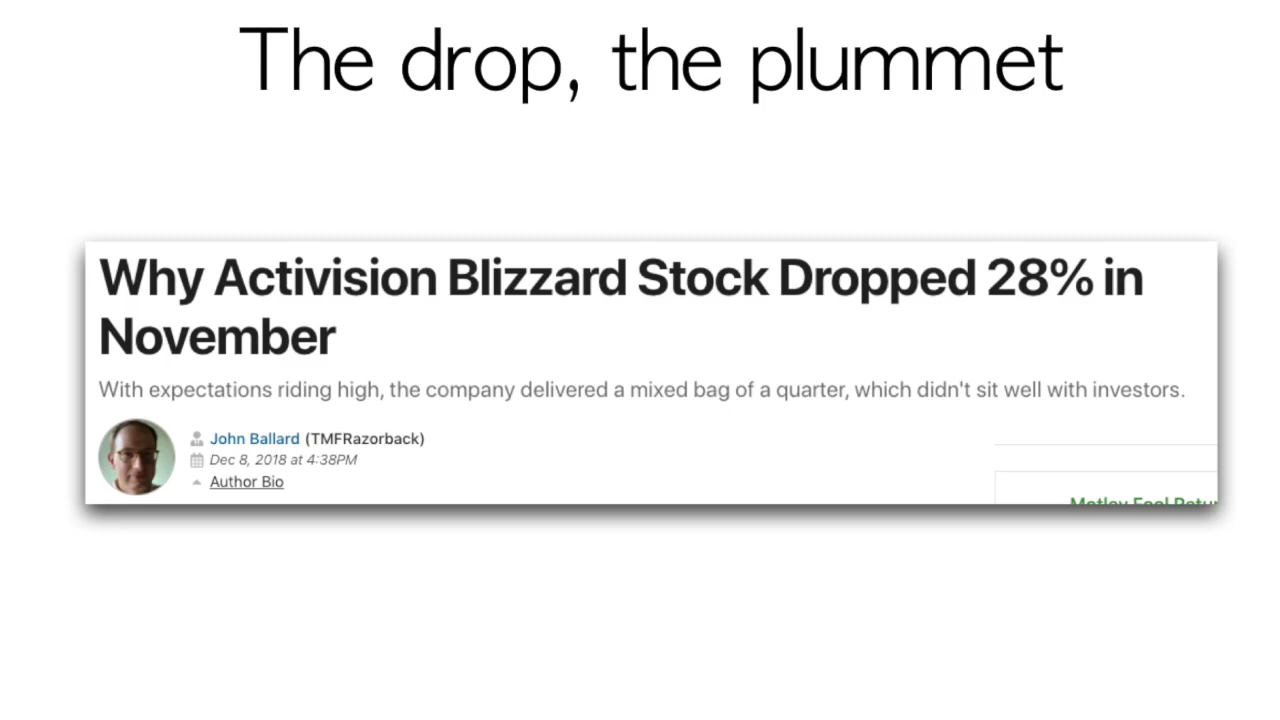 The drop, the plummet
Why Activision Blizzard Stock Dropped 28% in
November
With expectations riding high, the company delivered a mixed bag of a quarter, which didn't sit well with investors.
John Ballard (TMFRazorback)
Dec 8, 2018 at 4:38PM
Author Bio